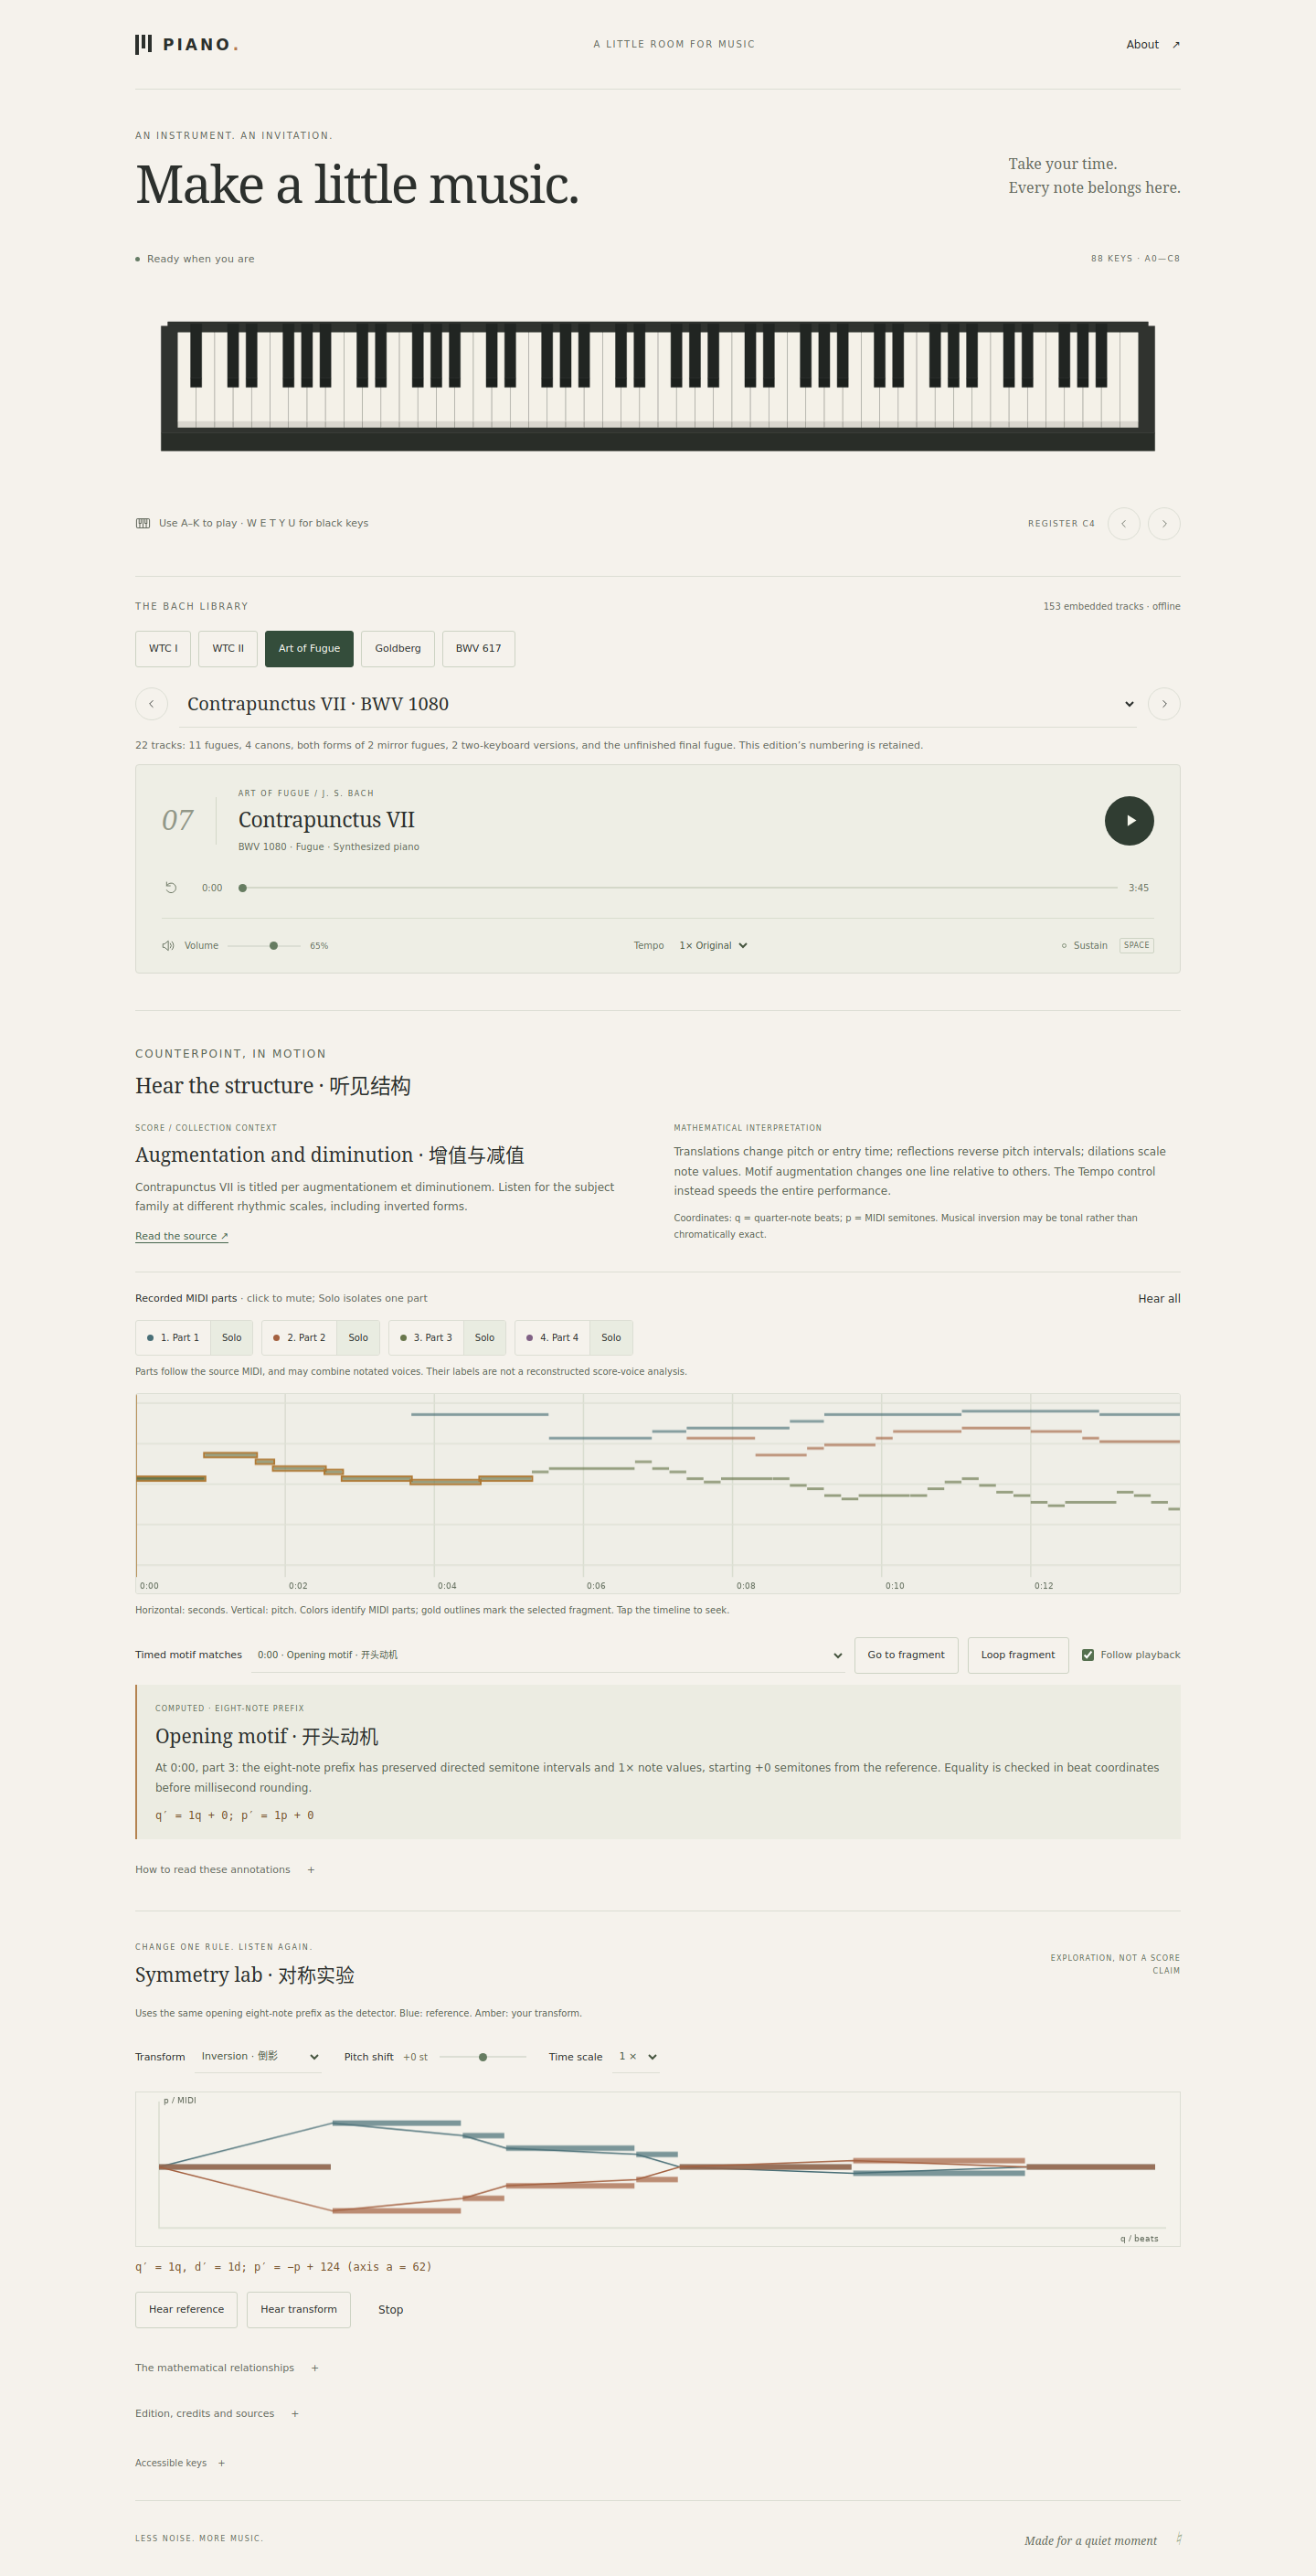 PIANO.
A LITTLE ROOM FOR MUSIC
About ↗
AN INSTRUMENT. AN INVITATION.
Make a little music.
Take your time.
Every note belongs here.
Ready when you are
88 KEYS · A0—C8
Use A–K to play · W E T Y U for black keys
REGISTER C4
THE BACH LIBRARY
153 embedded tracks · offline
WTC I
WTC II
Art of Fugue
Goldberg
BWV 617
Contrapunctus VII · BWV 1080
22 tracks: 11 fugues, 4 canons, both forms of 2 mirror fugues, 2 two-keyboard versions, and the unfinished final fugue. This edition’s numbering is retained.
07
ART OF FUGUE / J. S. BACH
Contrapunctus VII
BWV 1080 · Fugue · Synthesized piano
0:00
3:45
Volume
65%
Tempo
1× Original
Sustain
SPACE
COUNTERPOINT, IN MOTION
Hear the structure · 听见结构
SCORE / COLLECTION CONTEXT
Augmentation and diminution · 增值与减值
Contrapunctus VII is titled per augmentationem et diminutionem. Listen for the subject
family at different rhythmic scales, including inverted forms.
Read the source ↗
MATHEMATICAL INTERPRETATION
Translations change pitch or entry time; reflections reverse pitch intervals; dilations scale
note values. Motif augmentation changes one line relative to others. The Tempo control
instead speeds the entire performance.
Coordinates: q = quarter-note beats; p = MIDI semitones. Musical inversion may be tonal rather than
chromatically exact.
Recorded MIDI parts · click to mute; Solo isolates one part
Hear all
1. Part 1
Solo
2. Part 2
Solo
3. Part 3
Solo
4. Part 4
Solo
Parts follow the source MIDI, and may combine notated voices. Their labels are not a reconstructed score-voice analysis.
0:00
0:02
0:04
0:06
0:08
0:10
0:12
Horizontal: seconds. Vertical: pitch. Colors identify MIDI parts; gold outlines mark the selected fragment. Tap the timeline to seek.
Timed motif matches
0:00 · Opening motif · 开头动机
Go to fragment
Loop fragment
Follow playback
COMPUTED · EIGHT-NOTE PREFIX
Opening motif · 开头动机
At 0:00, part 3: the eight-note prefix has preserved directed semitone intervals and 1× note values, starting +0 semitones from the reference. Equality is checked in beat coordinates
before millisecond rounding.
q′ = 1q + 0; p′ = 1p + 0
How to read these annotations +
CHANGE ONE RULE. LISTEN AGAIN.
Symmetry lab · 对称实验
EXPLORATION, NOT A SCORE
CLAIM
Uses the same opening eight-note prefix as the detector. Blue: reference. Amber: your transform.
Transform
Inversion · 倒影
Pitch shift
+0 st
Time scale
1 ×
p / MIDI
q / beats
q′ = 1q, d′ = 1d; p′ = −p + 124 (axis a = 62)
Hear reference
Hear transform
Stop
The mathematical relationships +
Edition, credits and sources +
Accessible keys +
LESS NOISE. MORE MUSIC.
Made for a quiet moment ♮